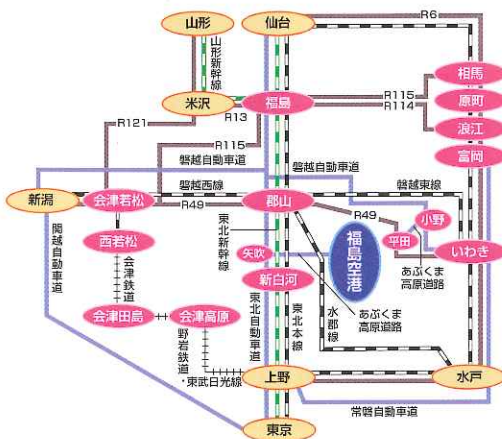 山形
仙台
R6
山形新幹線
相馬
R115
原町
米沢
福島
R114
R13
浪江
R121
R115
富岡
磐越自動車道
磐越自動車道
磐越西線
磐越東線
新潟
会津若松
郡山
小野
R49
R49
関越自動車道
西若松
東北新幹線
矢吹
福島空港
平田
いわき
会津鉄道
新白河
あぶくま
高原道路
会津田島
会津高原
東北自動車道
東北本線
水郡線
あぶくま
高原道路
野岩鉄道
・東武日光線
上野
水戸
常磐自動車道
東京